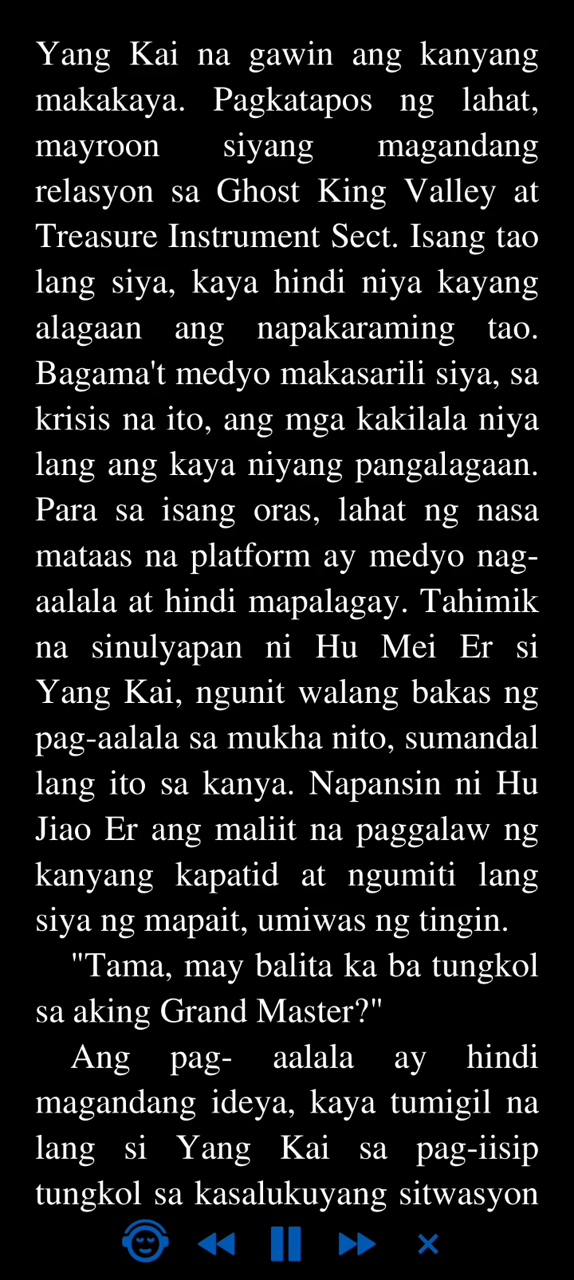 Yang Kai na gawin ang kanyang
makakaya. Pagkatapos ng lahat,
mayroon siyang magandang
relasyon sa Ghost King Valley at
Treasure Instrument Sect. Isang tao
lang siya, kaya hindi niya kayang
alagaan ang napakaraming tao.
Bagama't medyo makasarili siya, sa
krisis na ito, ang mga kakilala niya
lang ang kaya niyang pangalagaan.
Para sa isang oras, lahat ng nasa
mataas na platform ay medyo nag-
aalala at hindi mapalagay. Tahimik
na sinulyapan ni Hu Mei Er si
Yang Kai, ngunit walang bakas ng
pag-aalala sa mukha nito, sumandal
lang ito sa kanya. Napansin ni Hu
Jiao Er ang maliit na paggalaw ng
kanyang kapatid at ngumiti lang
siya ng mapait, umiwas ng tingin.
"Tama, may balita ka ba tungkol
sa aking Grand Master?"
Ang pag- aalala ay hindi
magandang ideya, kaya tumigil na
lang si Yang Kai sa pag-iisip
tungkol sa kasalukuyang sitwasyon